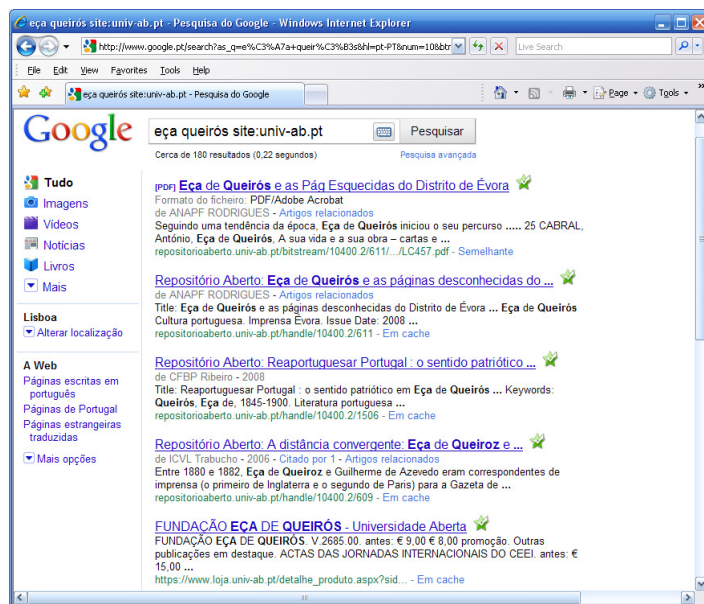 eça queirós site:univ-ab.pt - Pesquisa do Google - Windows Internet Explorer
http://www.google.pt/search?as_q=e%C3%A7a+queir%C3%B3s&hl=pt-PT&num=10&btr
Live Search
File Edit View Favorites Tools Help
eça queirós site:univ-ab.pt - Pesquisa do Google
Page Tools »
Google
eça queirós site:univ-ab.pt
Pesquisar
Cerca de 180 resultados (0,22 segundos)
Pesquisa avançada
Tudo
Imagens
Vídeos
Notícias
Livros
Mais
Lisboa
Alterar localização
A Web
Páginas escritas em
português
Páginas de Portugal
Páginas estrangeiras
traduzidas
Mais opções
[PDF] Eça de Queirós e as Pág Esquecidas do Distrito de Évora
Formato do ficheiro: PDF/Adobe Acrobat
de ANAPF RODRIGUES - Artigos relacionados
Seguindo uma tendência da época, Eça de Queirós iniciou o seu percurso ..... 25 CABRAL,
António, Eça de Queirós, A sua vida e a sua obra – cartas e ...
repositorioaberto.univ-ab.pt/bitstream/10400.2/611/.../LC457.pdf - Semelhante
Repositório Aberto: Eça de Queirós e as páginas desconhecidas do ...
de ANAPF RODRIGUES - Artigos relacionados
Title: Eça de Queirós e as páginas desconhecidas do Distrito de Évora ... Eça de Queirós
Cultura portuguesa. Imprensa Évora. Issue Date: 2008 ...
repositorioaberto.univ-ab.pt/handle/10400.2/611 - Em cache
Repositório Aberto: Reaportuguesar Portugal : o sentido patriótico ...
de CFBP Ribeiro - 2008
Title: Reaportuguesar Portugal : o sentido patriótico em Eça de Queirós ... Keywords:
Queirós, Eça de, 1845-1900. Literatura portuguesa ...
repositorioaberto.univ-ab.pt/handle/10400.2/1506 - Em cache
Repositório Aberto: A distância convergente: Eça de Queiroz e ...
de ICVL Trabucho - 2006 - Citado por 1 - Artigos relacionados
Entre 1880 e 1882, Eça de Queiroz e Guilherme de Azevedo eram correspondentes de
imprensa (o primeiro de Inglaterra e o segundo de Paris) para a Gazeta de ...
repositorioaberto.univ-ab.pt/handle/10400.2/609 - Em cache
FUNDAÇÃO EÇA DE QUEIRÓS - Universidade Aberta
FUNDAÇÃO EÇA DE QUEIRÓS. V.2685.00. antes: € 9,00 € 8,00 promoção. Outras
publicações em destaque. ACTAS DAS JORNADAS INTERNACIONAIS DO CEEI. antes: €
15,00 ...
https://www.loja.univ-ab.pt/detalhe_produto.aspx?sid... - Em cache